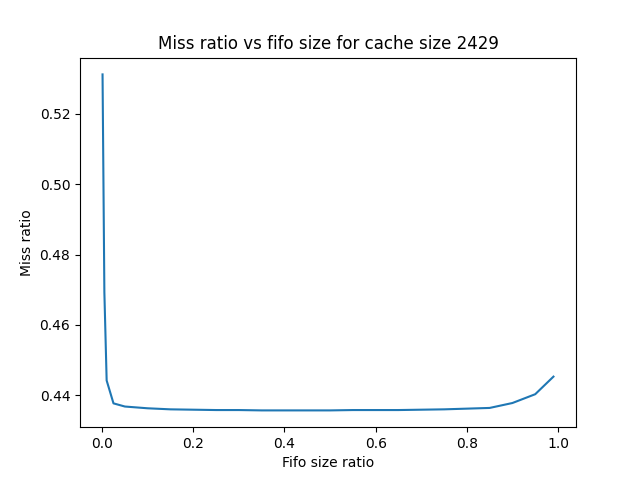 Miss ratio vs fifo size for cache size 2429
Miss ratio
0.52
0.50
0.48
0.46
0.44
0.0 0.2 0.4 0.6 0.8 1.0
Fifo size ratio